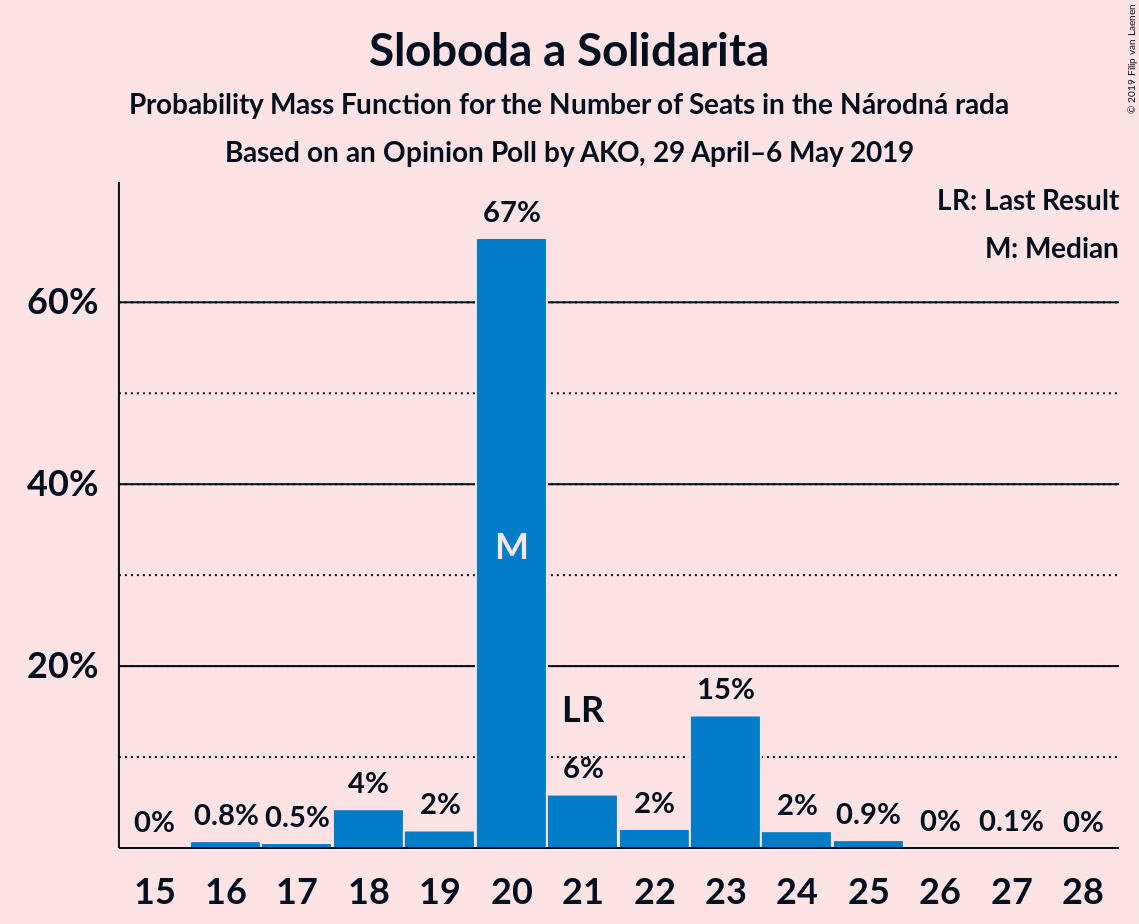 Sloboda a Solidarita
Probability Mass Function for the Number of Seats in the Národná rada
Based on an Opinion Poll by AKO, 29 April–6 May 2019
© 2019 Filip van Laenen
LR: Last Result
M: Median
60%
40%
20%
0%
0.8%
0.5%
4%
2%
67%
M
LR
6%
2%
15%
2%
0.9%
0%
0.1%
0%
15 16 17 18 19 20 21 22 23 24 25 26 27 28